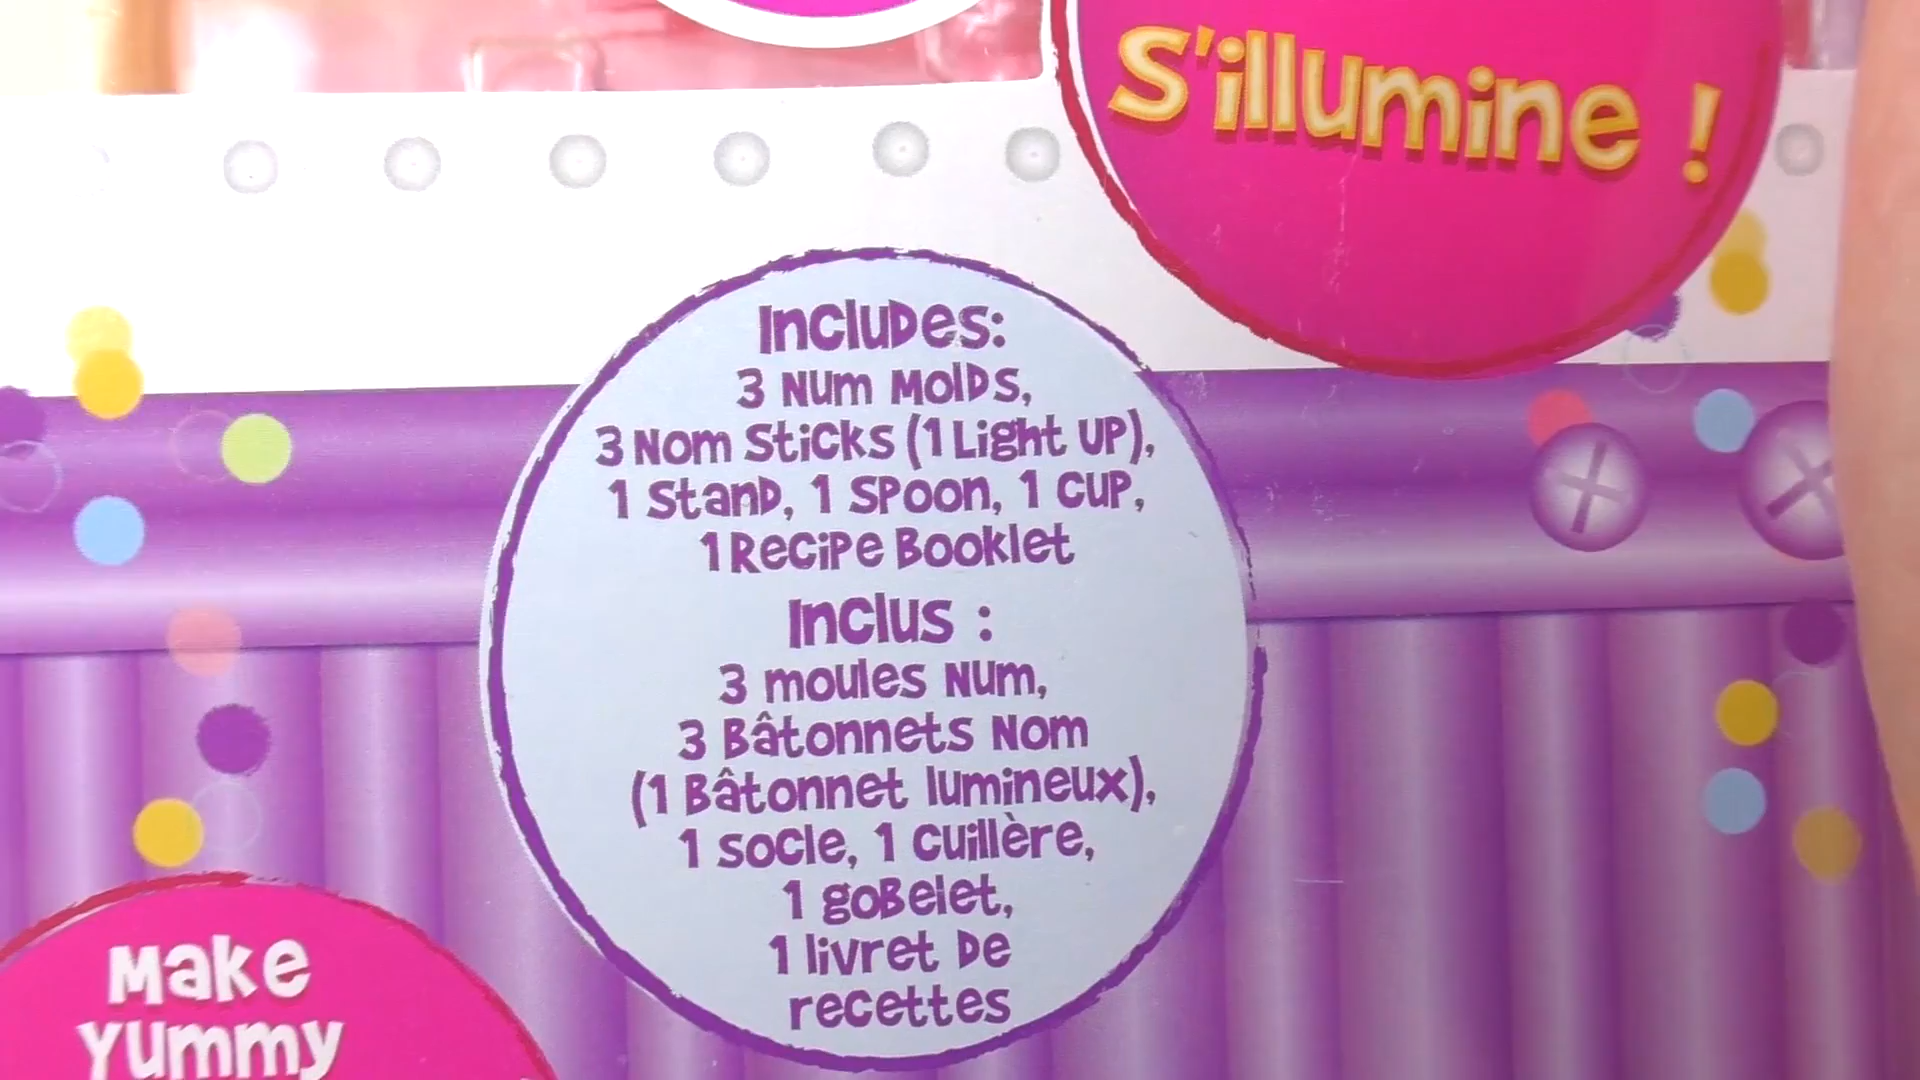 S'illumine !
Includes:
3 Num Molds,
3 Nom Sticks (1 Light Up),
1 Stand, 1 Spoon, 1 Cup,
1 Recipe Booklet
Inclus :
3 moules Num,
3 Bâtonnets Nom
(1 Bâtonnet lumineux),
1 socle, 1 cuillère,
1 gobelet,
1 livret de
recettes
Make
Yummy